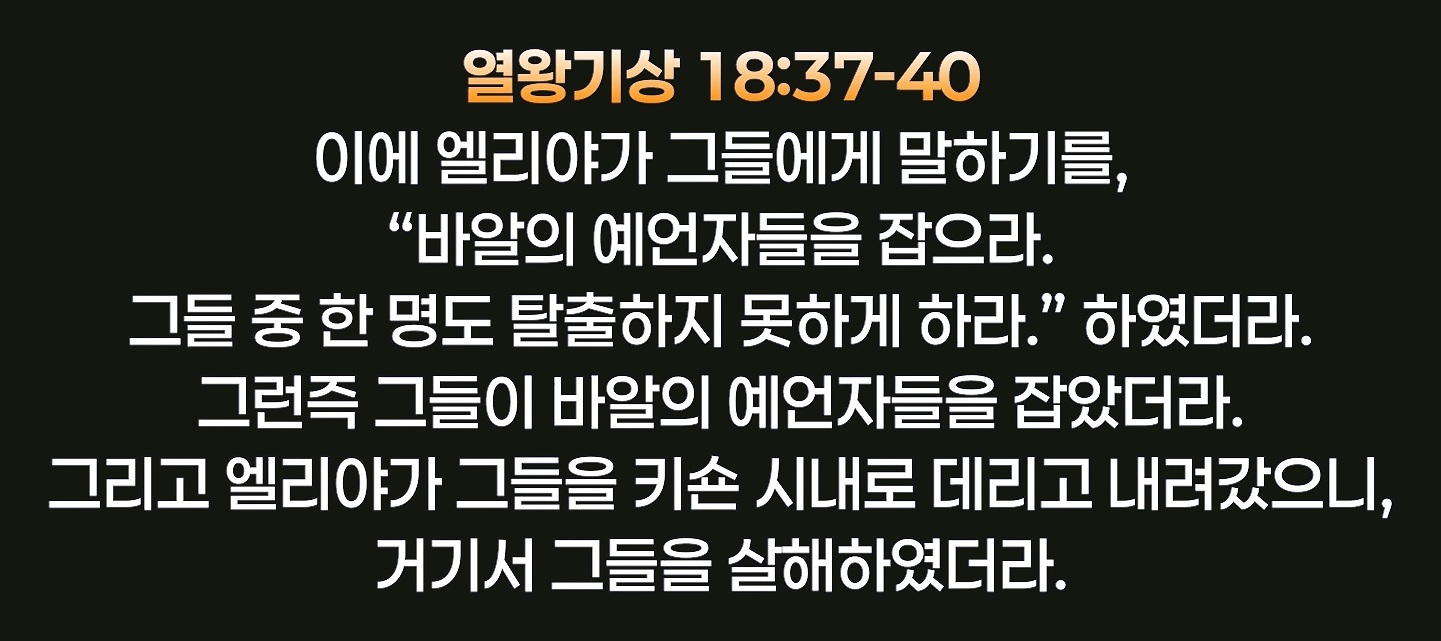 열왕기상 18:37-40
이에 엘리야가 그들에게 말하기를,
“바알의 예언자들을 잡으라.
그들 중 한 명도 탈출하지 못하게 하라.” 하였더라.
그런즉 그들이 바알의 예언자들을 잡았더라.
그리고 엘리야가 그들을 키숀 시내로 데리고 내려갔으니,
거기서 그들을 살해하였더라.